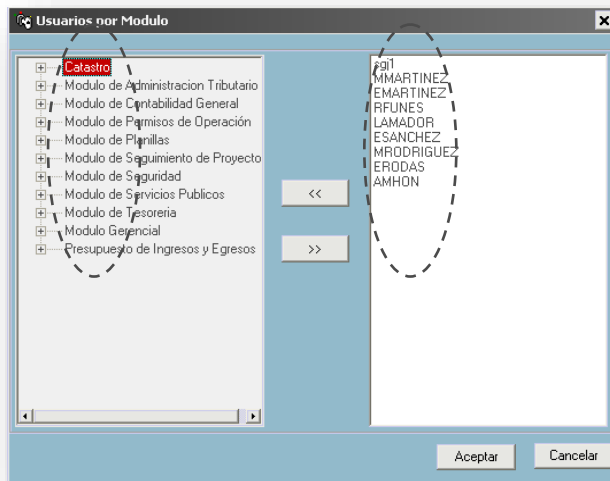 Usuarios por Modulo
Catastro
Modulo de Administracion Tributario
Modulo de Contabilidad General
Modulo de Permisos de Operación
Modulo de Planillas
Modulo de Seguimiento de Proyecto
Modulo de Seguridad
Modulo de Servicios Publicos
Modulo de Tesoreria
Modulo Gerencial
Presupuesto de Ingresos y Egresos
<<
>>
sgj1
MMARTINEZ
EMARTINEZ
RFUNES
LAMADOR
ESANCHEZ
MRODRIGUEZ
ERODAS
AMHON
Aceptar
Cancelar